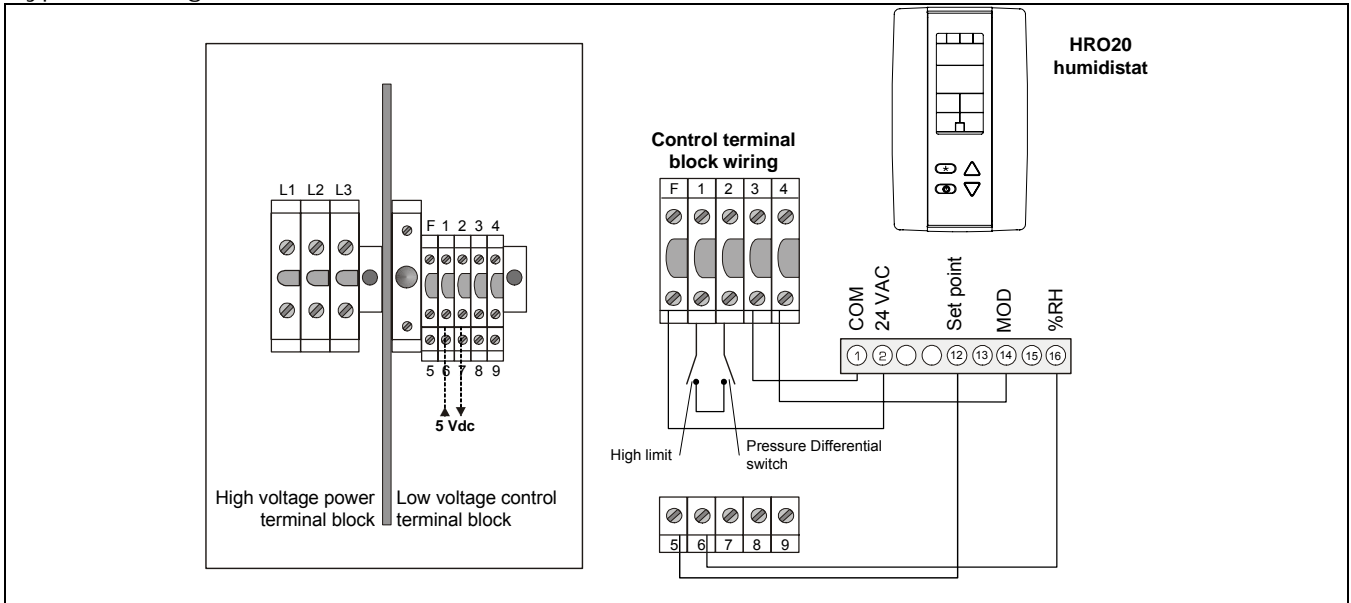 HRO20
humidistat
Control terminal
block wiring
L1 L2 L3
F 1 2 3 4
F 1 2 3 4
COM
24 VAC
Set point
MOD
%RH
1 2 12 13 14 15 16
5 6 7 8 9
5 Vdc
High limit
Pressure Differential
switch
High voltage power
terminal block
Low voltage control
terminal block
5 6 7 8 9